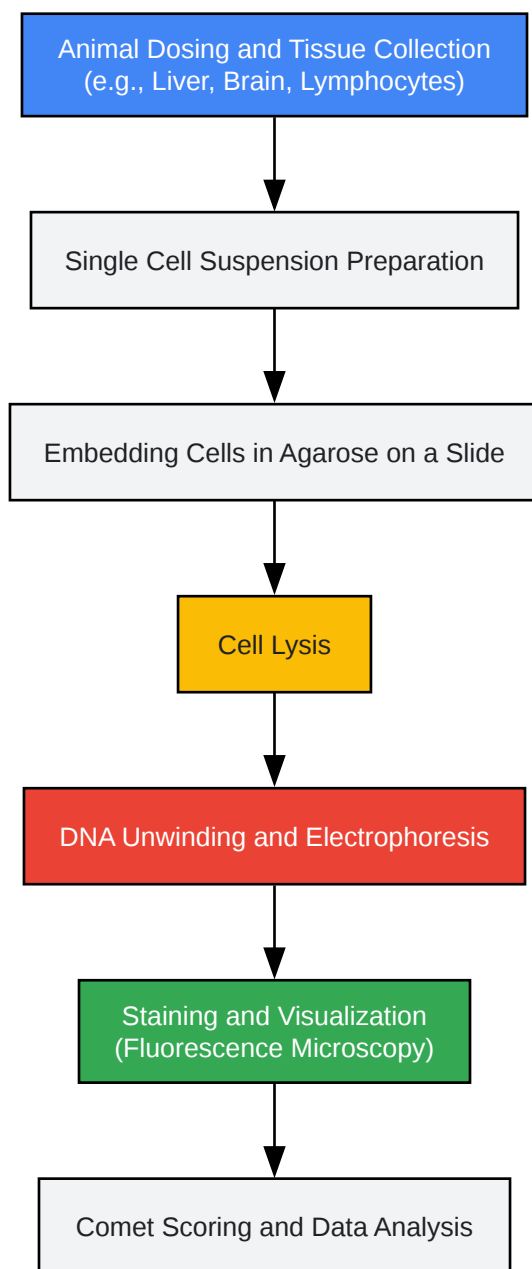 Animal Dosing and Tissue Collection
(e.g., Liver, Brain, Lymphocytes)
Single Cell Suspension Preparation
Embedding Cells in Agarose on a Slide
Cell Lysis
DNA Unwinding and Electrophoresis
Staining and Visualization
(Fluorescence Microscopy)
Comet Scoring and Data Analysis